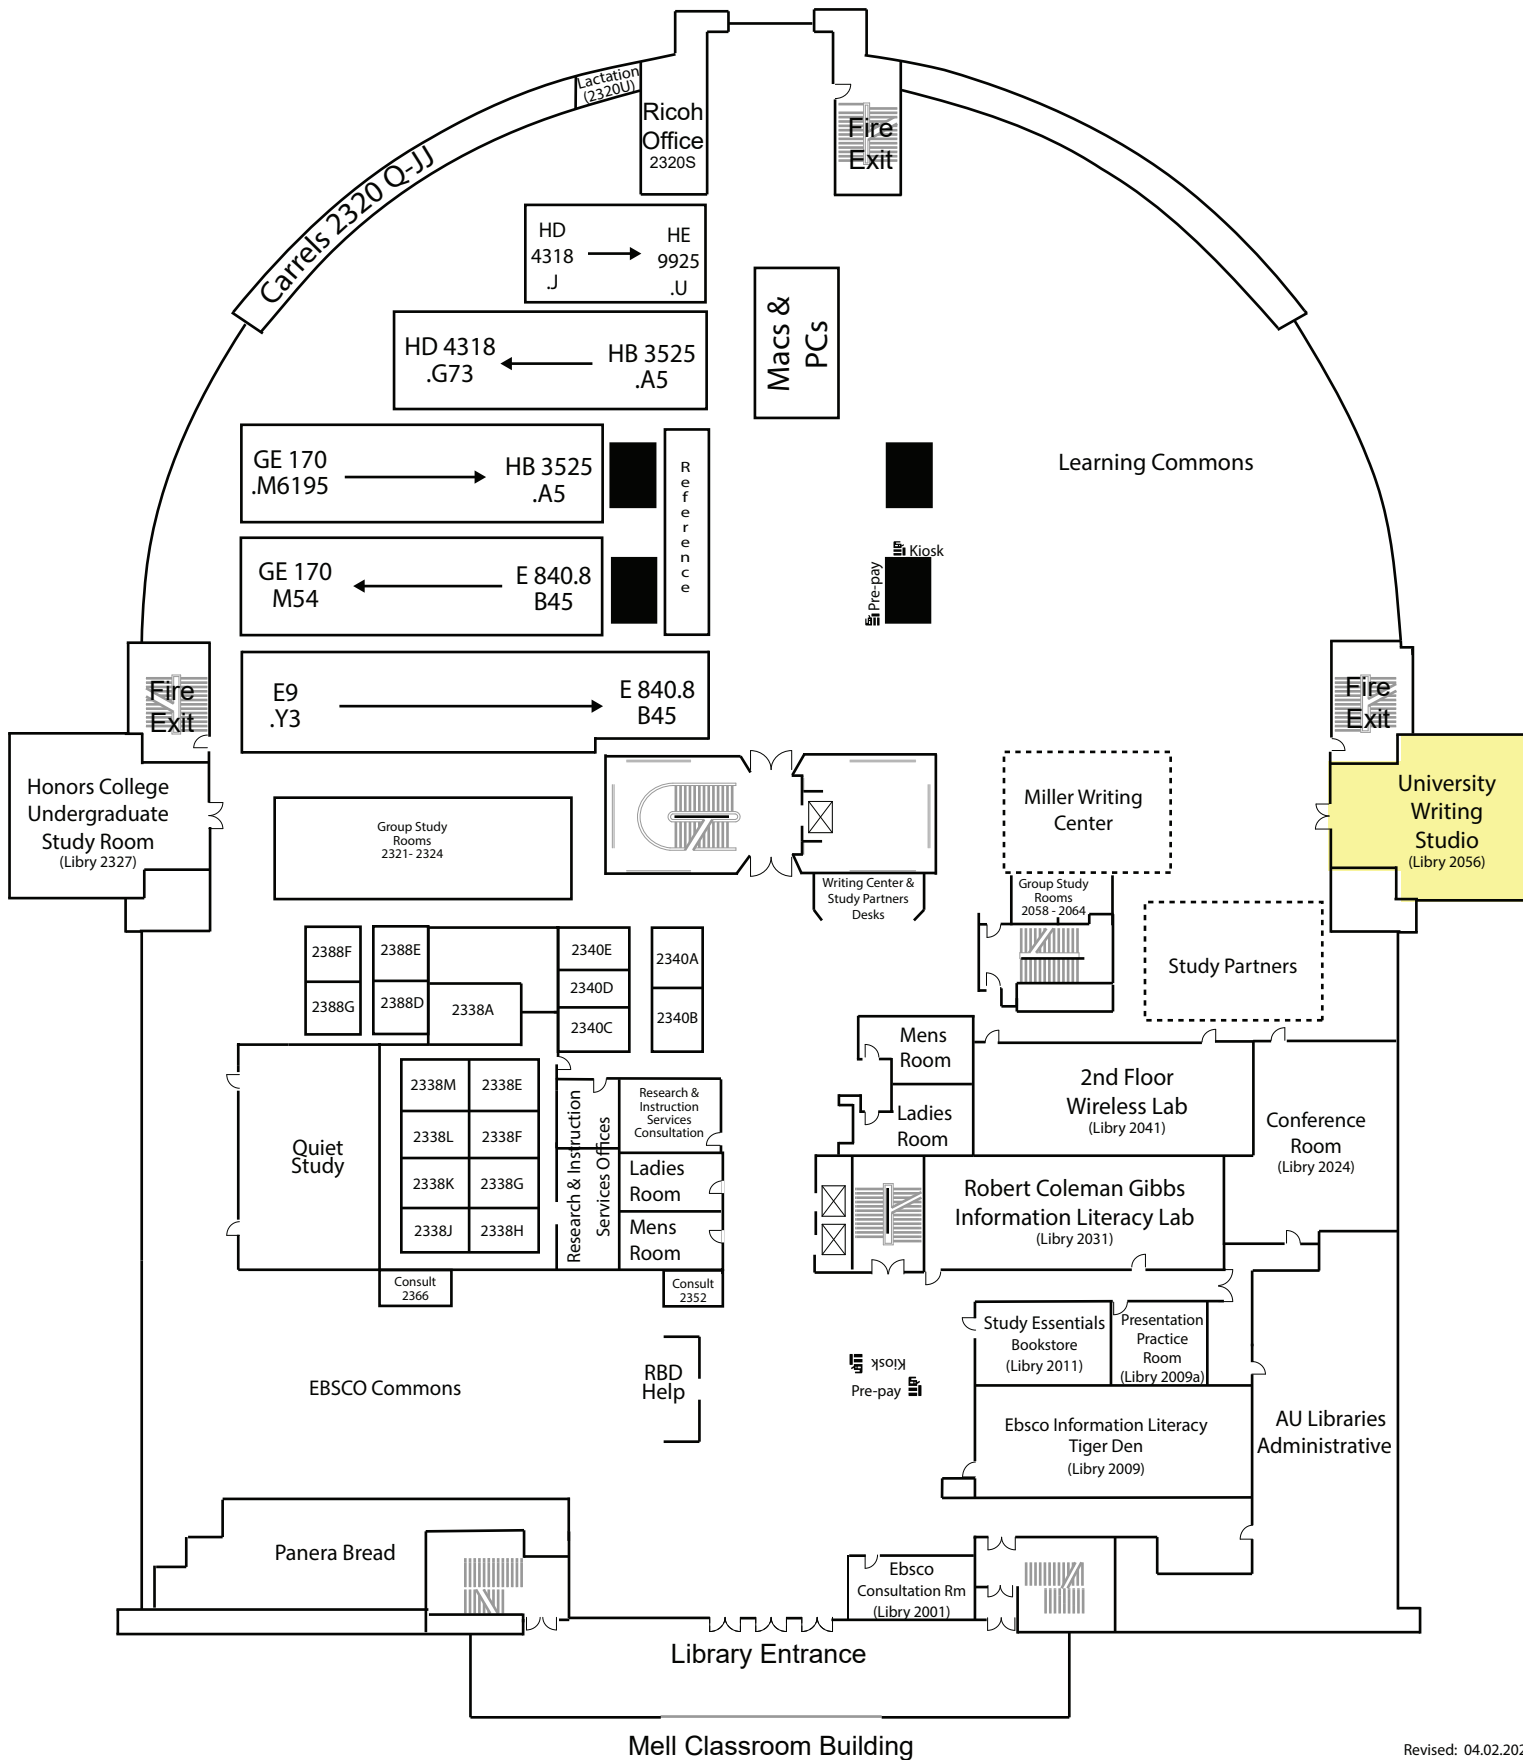 Lactation
(2320U)
Ricoh
Office
2320S
Fire
Exit
Carrels 2320 Q-JJ
HD
4318
.J
HE
9925
.U
Macs &
PCs
HD 4318
.G73
HB 3525
.A5
GE 170
.M6195
HB 3525
.A5
Reference
Learning Commons
Kiosk
Pre-pay
GE 170
M54
E 840.8
B45
E9
.Y3
E 840.8
B45
Fire
Exit
Fire
Exit
Honors College
Undergraduate
Study Room
(Libry 2327)
Group Study
Rooms
2321- 2324
Miller Writing
Center
University
Writing
Studio
(Libry 2056)
Writing Center &
Study Partners
Desks
Group Study
Rooms
2058 - 2064
Study Partners
2388F
2388E
2340E
2340A
2388G
2388D
2338A
2340D
2340C
2340B
Mens
Room
Ladies
Room
2nd Floor
Wireless Lab
(Libry 2041)
Conference
Room
(Libry 2024)
Quiet
Study
2338M
2338E
2338L
2338F
2338K
2338G
2338J
2338H
Research & Instruction
Services Offices
Research &
Instruction
Services
Consultation
Ladies
Room
Mens
Room
Robert Coleman Gibbs
Information Literacy Lab
(Libry 2031)
Consult
2366
Consult
2352
Study Essentials
Bookstore
(Libry 2011)
Presentation
Practice
Room
(Libry 2009a)
EBSCO Commons
RBD
Help
Kiosk
Pre-pay
Ebsco Information Literacy
Tiger Den
(Libry 2009)
AU Libraries
Administrative
Panera Bread
Ebsco
Consultation Rm
(Libry 2001)
Library Entrance
Mell Classroom Building
Revised: 04.02.202